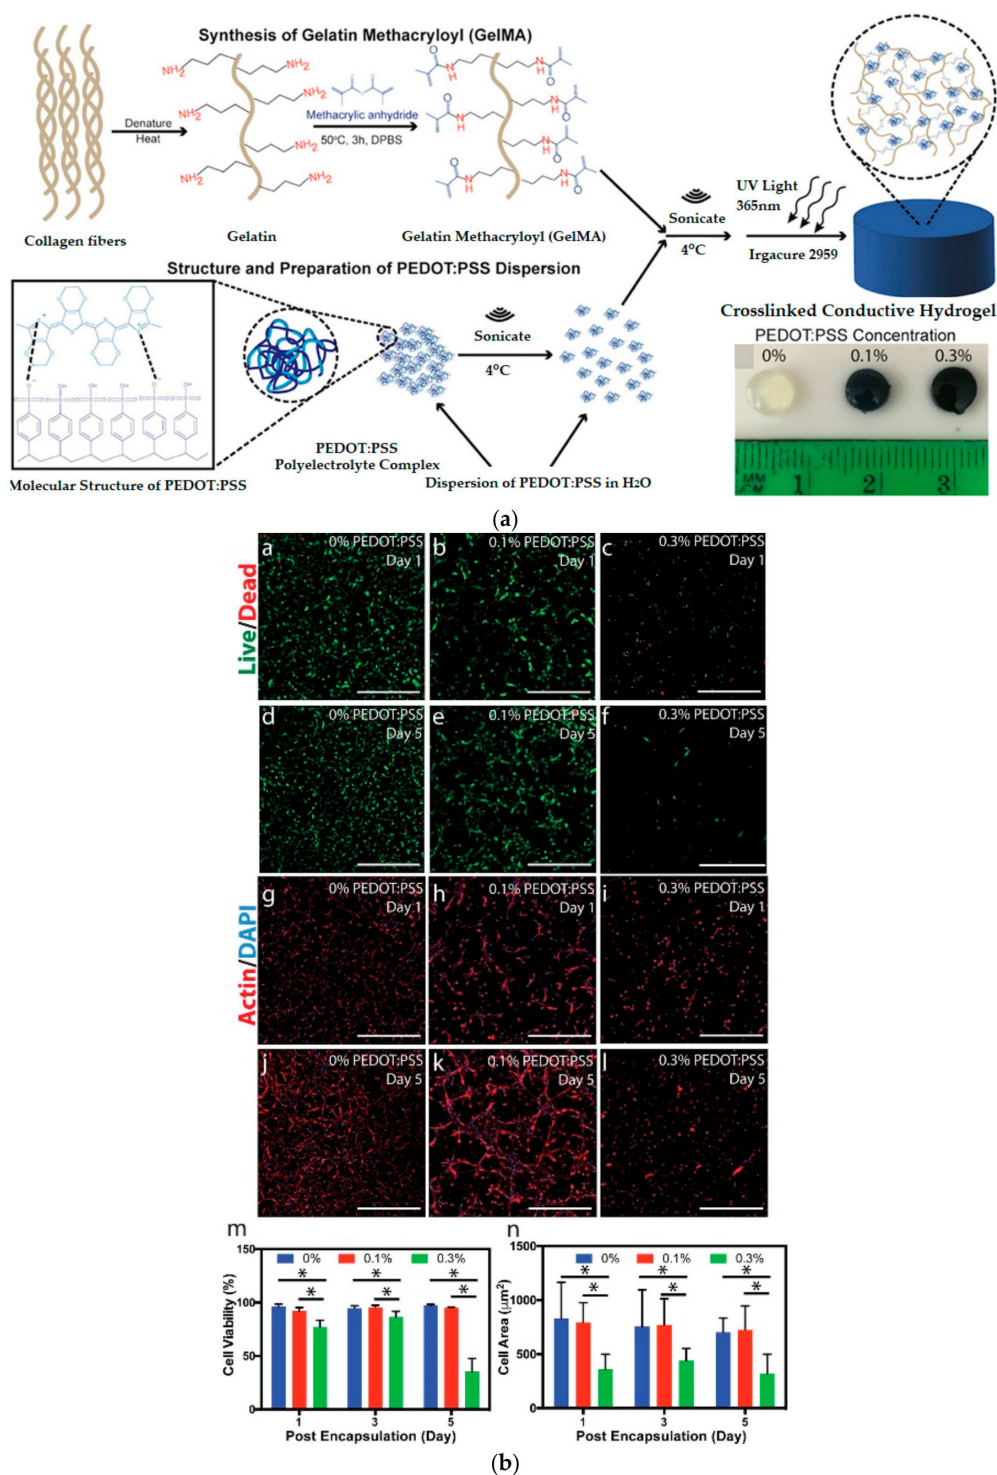 Synthesis of Gelatin Methacryloyl (GelMA)
NH2
NH2
NH2
NH2
NH2
NH2
Denature
Heat
Methacrylic anhydride
50°C, 3h, DPBS
O
N
H
Collagen fibers
Gelatin
Gelatin Methacryloyl (GelMA)
Sonicate
4°C
UV Light
365nm
Irgacure 2959
Crosslinked Conductive Hydrogel
Structure and Preparation of PEDOT:PSS Dispersion
Sonicate
4°C
Molecular Structure of PEDOT:PSS
PEDOT:PSS
Polyelectrolyte Complex
Dispersion of PEDOT:PSS in H2O
PEDOT:PSS Concentration
0% 0.1% 0.3%
MM
CM 1 2 3
(a)
Live/Dead
a 0% PEDOT:PSS
Day 1
b 0.1% PEDOT:PSS
Day 1
c 0.3% PEDOT:PSS
Day 1
d 0% PEDOT:PSS
Day 5
e 0.1% PEDOT:PSS
Day 5
f 0.3% PEDOT:PSS
Day 5
Actin/DAPI
g 0% PEDOT:PSS
Day 1
h 0.1% PEDOT:PSS
Day 1
i 0.3% PEDOT:PSS
Day 1
j 0% PEDOT:PSS
Day 5
k 0.1% PEDOT:PSS
Day 5
l 0.3% PEDOT:PSS
Day 5
m
0% 0.1% 0.3%
Cell Viability (%)
150
100
50
0
* * *
* * *
1 3 5
Post Encapsulation (Day)
n
0% 0.1% 0.3%
Cell Area (μm2)
1500
1000
500
0
* * *
* * *
1 3 5
Post Encapsulation (Day)
(b)